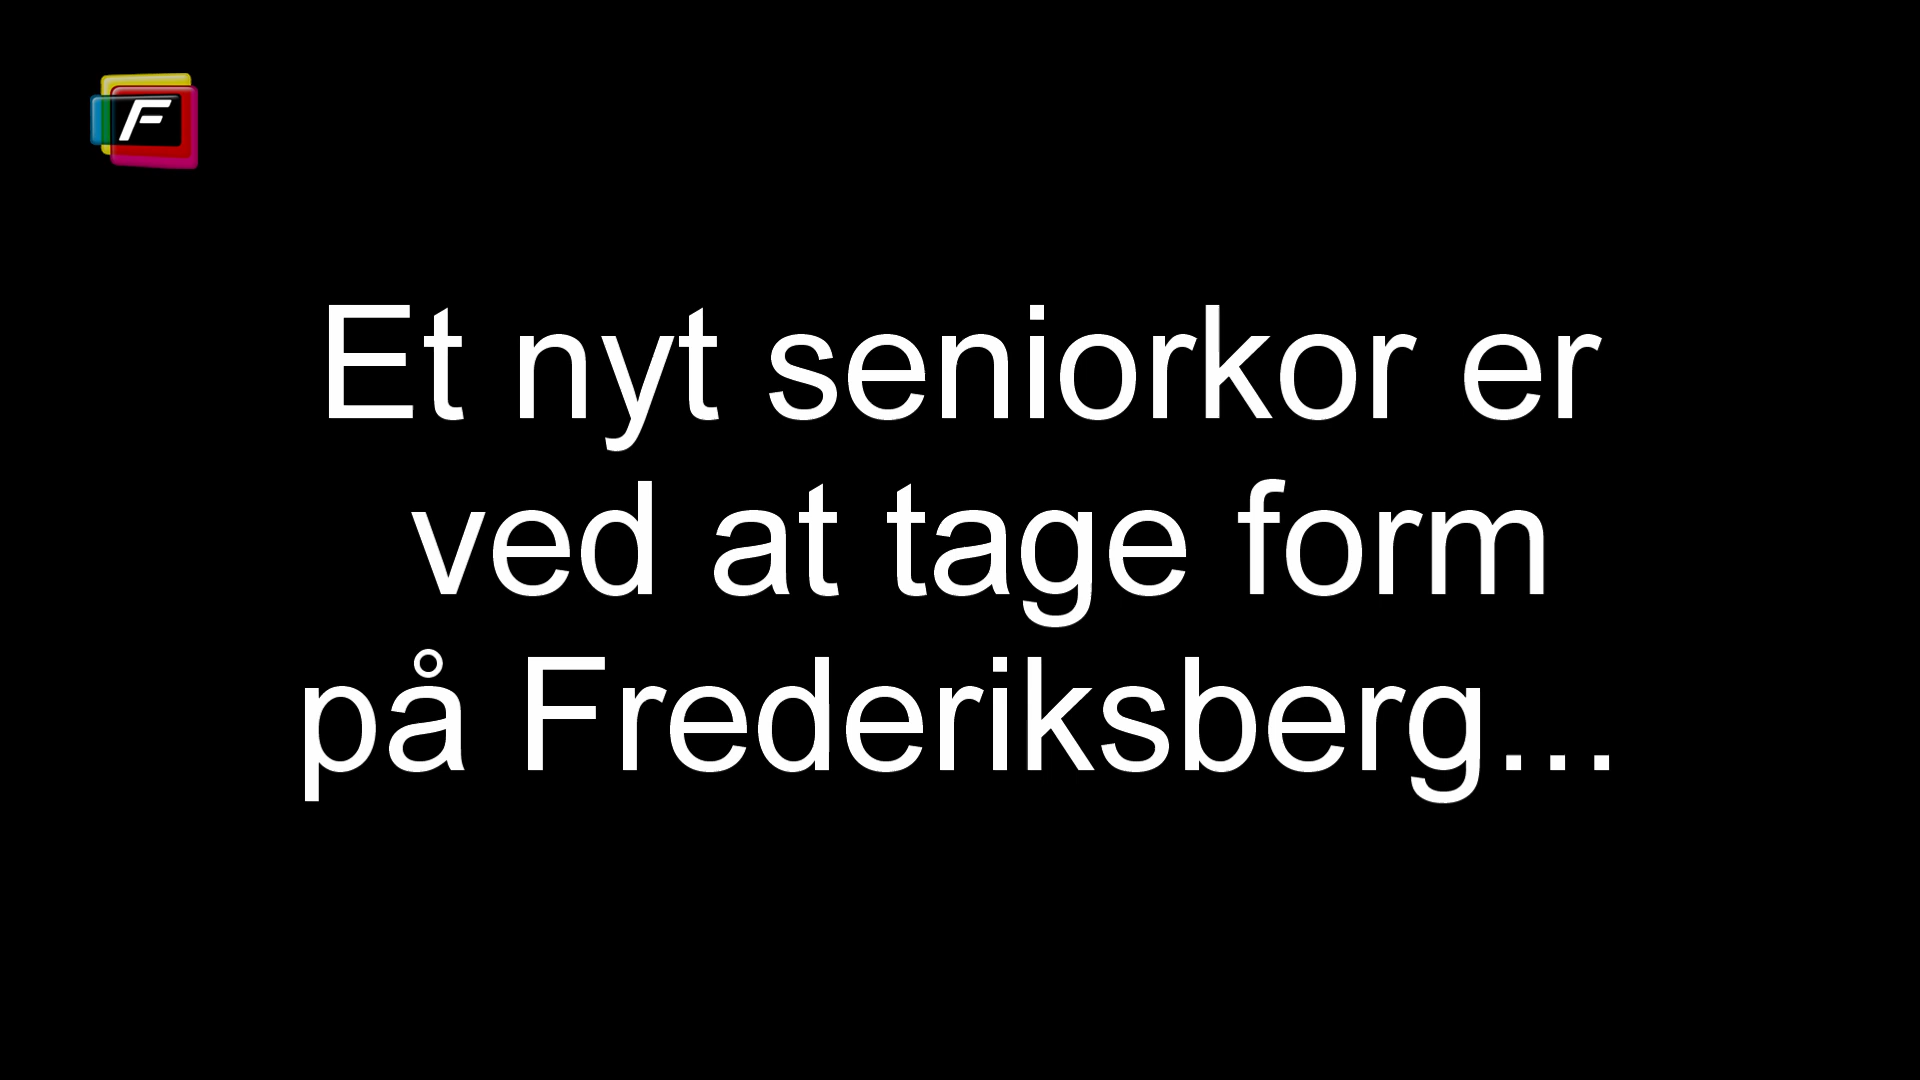 F
Et nyt seniorkor er
ved at tage form
på Frederiksberg...